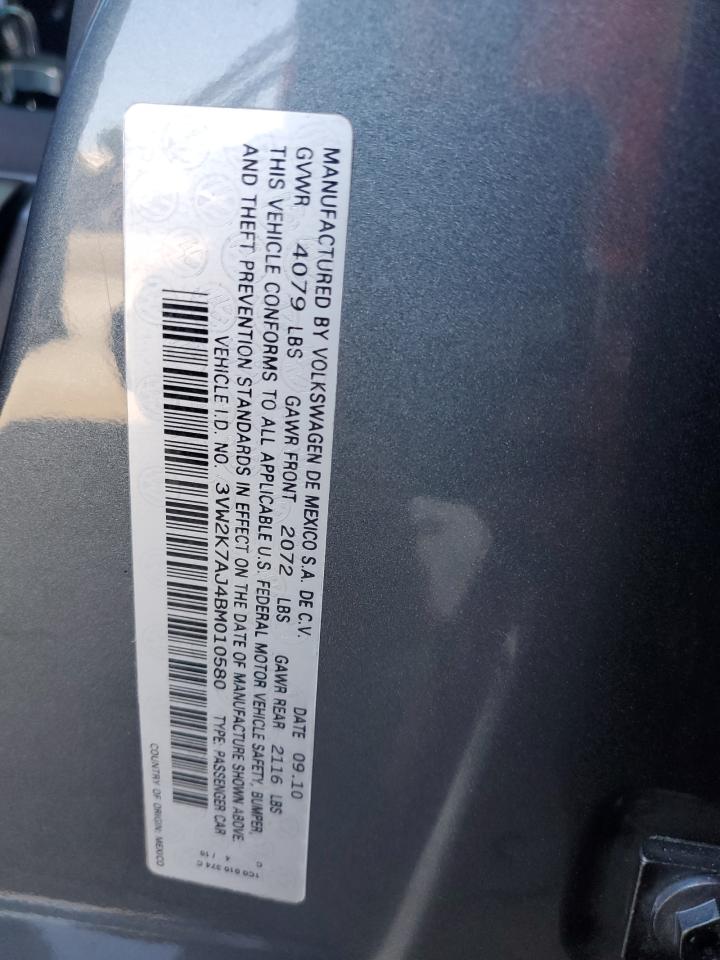 MANUFACTURED BY VOLKSWAGEN DE MEXICO S.A. DE C.V. DATE 09.10
GVWR 4079 LBS GAWR FRONT 2072 LBS GAWR REAR 2116 LBS
THIS VEHICLE CONFORMS TO ALL APPLICABLE U.S. FEDERAL MOTOR VEHICLE SAFETY, BUMPER,
AND THEFT PREVENTION STANDARDS IN EFFECT ON THE DATE OF MANUFACTURE SHOWN ABOVE.
VEHICLE I.D. NO. 3VW2K7AJ4BM010580 TYPE: PASSENGER CAR
COUNTRY OF ORIGIN: MEXICO